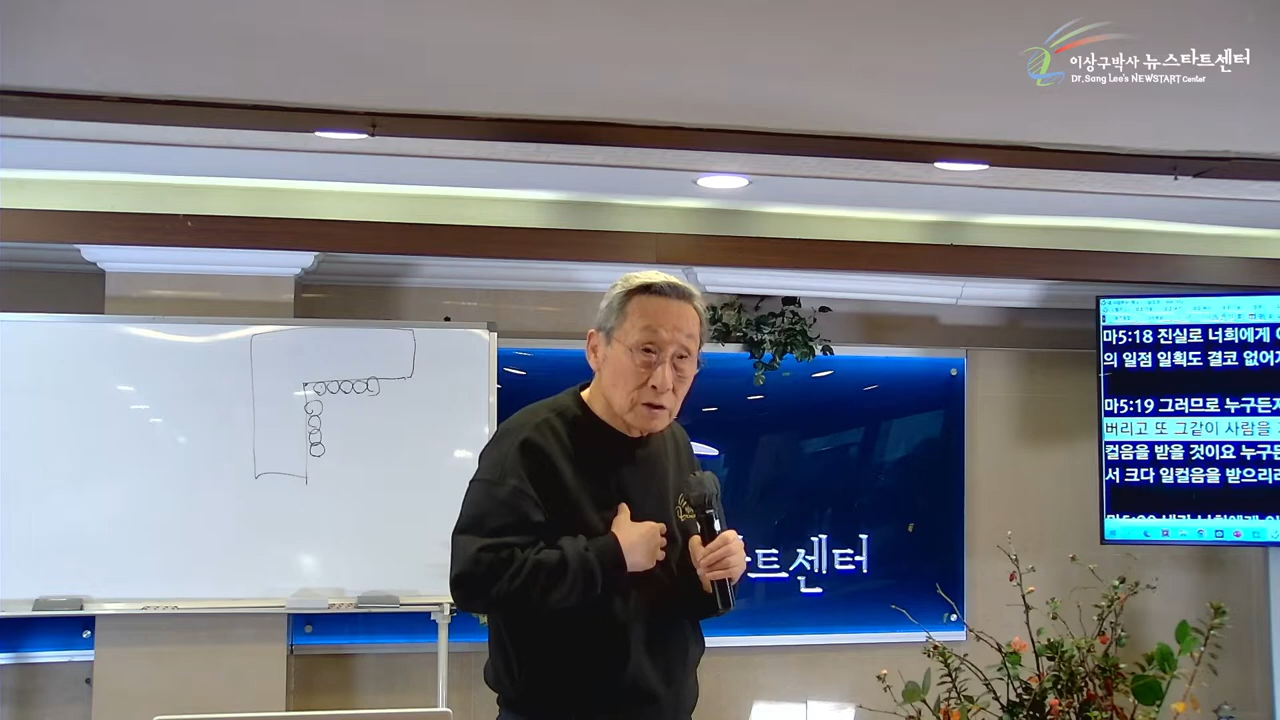 이상구박사 뉴스타트센터
Dr. Sang Lee's NEWSTART Center
마5:18 진실로 너희에게
의 일점 일획도 결코 없어
마5:19 그러므로 누구든지
버리고 또 그같이 사람을
컬음을 받을 것이요 누구든
서 크다 일컬음을 받으리
트센터